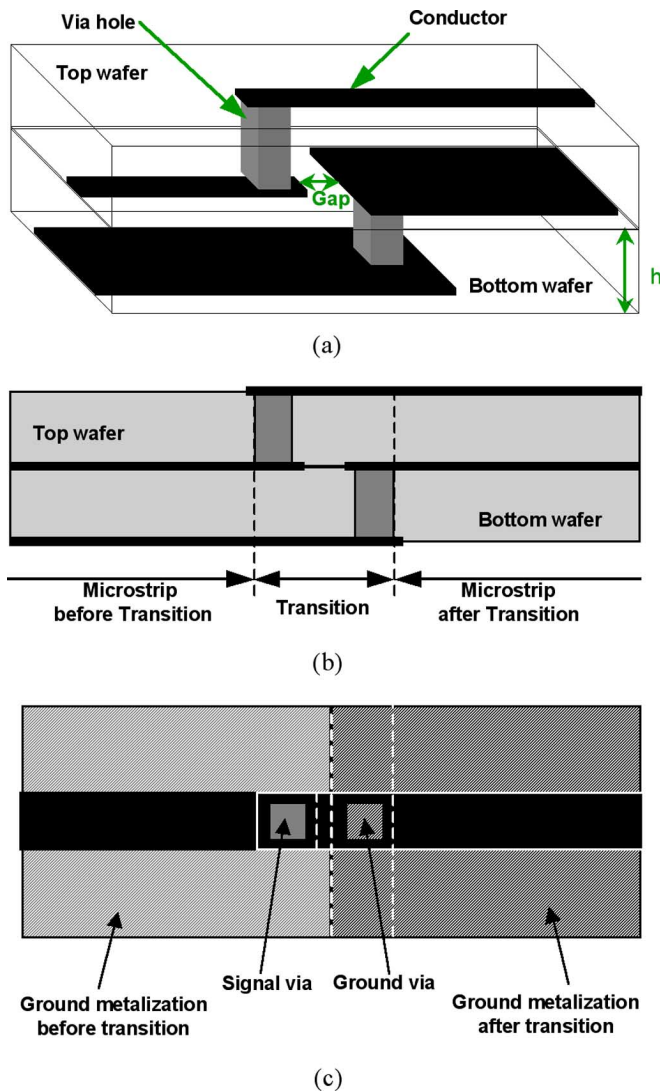 Via hole
Conductor
Top wafer
Gap
h
Bottom wafer
(a)
Top wafer
Bottom wafer
Microstrip
before Transition
Transition
Microstrip
after Transition
(b)
Signal via
Ground via
Ground metalization
before transition
Ground metalization
after transition
(c)